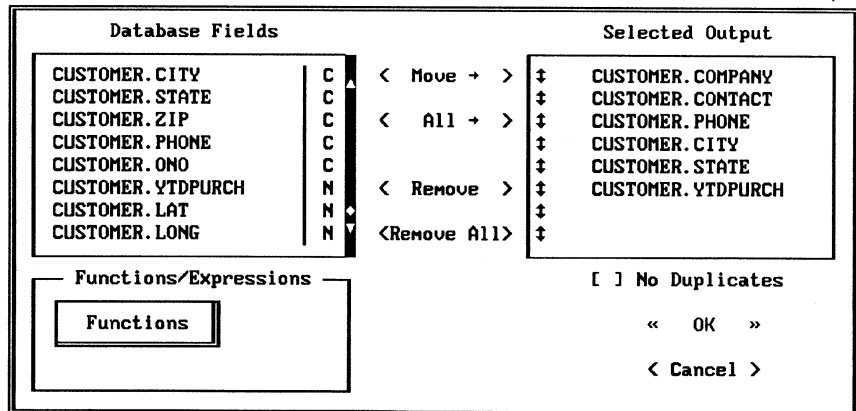 Database Fields
CUSTOMER.CITY C
CUSTOMER.STATE C
CUSTOMER.ZIP C
CUSTOMER.PHONE C
CUSTOMER.ONO C
CUSTOMER.YTDPURCH N
CUSTOMER.LAT N
CUSTOMER.LONG N
< Move → >
< All → >
< Remove >
<Remove All>
Selected Output
↕ CUSTOMER.COMPANY
↕ CUSTOMER.CONTACT
↕ CUSTOMER.PHONE
↕ CUSTOMER.CITY
↕ CUSTOMER.STATE
↕ CUSTOMER.YTDPURCH
↕
↕
Functions/Expressions
Functions
[ ] No Duplicates
« OK »
< Cancel >